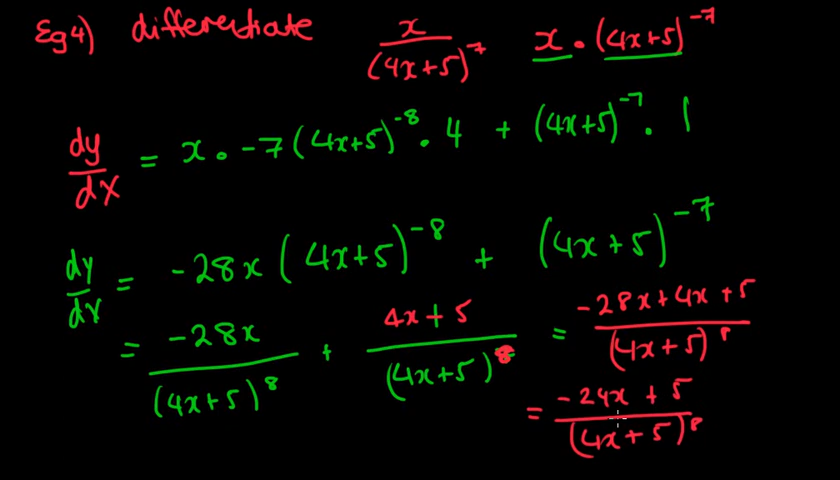 Eg 4) differentiate x/(4x+5)^7 x · (4x+5)^-7
dy/dx = x · -7(4x+5)^-8 · 4 + (4x+5)^-7 · 1
dy/dx = -28x(4x+5)^-8 + (4x+5)^-7
= -28x/(4x+5)^8 + 4x+5/(4x+5)^8 = -28x+4x+5/(4x+5)^8
= -24x+5/(4x+5)^8